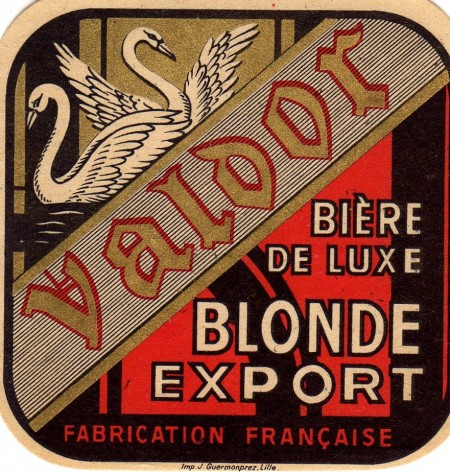 Valdor
BIÈRE
DE LUXE
BLONDE
EXPORT
FABRICATION FRANÇAISE
Imp. J. Guermonprez, Lille.